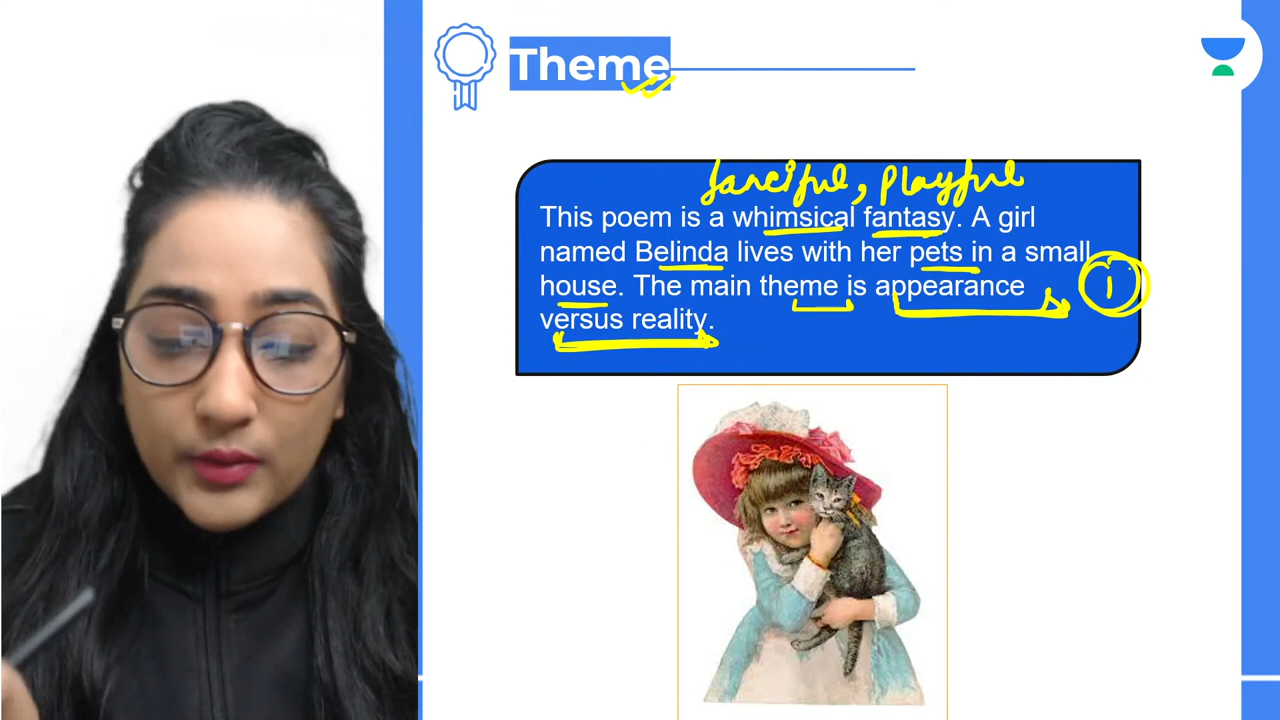 Theme
fanciful, Playful
This poem is a whimsical fantasy. A girl
named Belinda lives with her pets in a small
house. The main theme is appearance
versus reality.
1